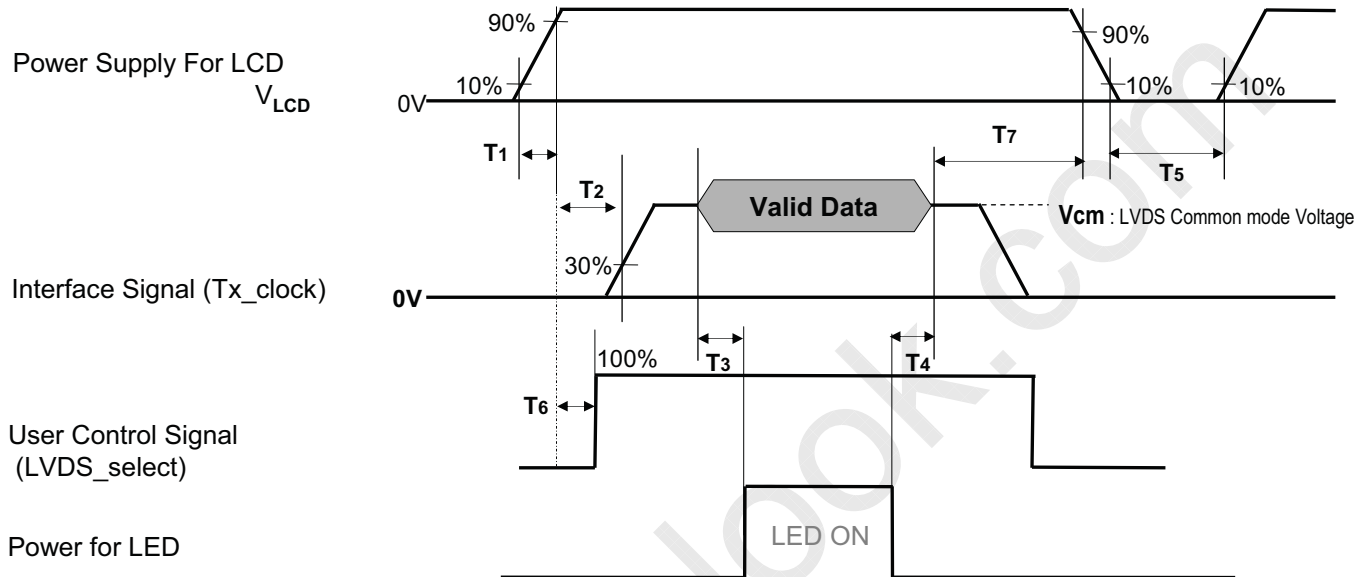 90%
90%
Power Supply For LCD
10%
10%
10%
VLCD
0V
T7
T1
T5
T2
Valid Data
Vcm : LVDS Common mode Voltage
30%
Interface Signal (Tx_clock)
0V
100%
T3
T4
T6
User Control Signal
(LVDS_select)
LED ON
Power for LED
look.com